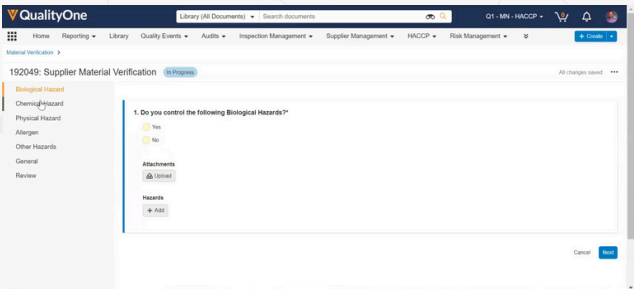 QualityOne
Library (All Documents) Search documents
Q1 - MN - HACCP
Home Reporting Library Quality Events Audits Inspection Management Supplier Management HACCP Risk Management + Create
Material Verification >
192049: Supplier Material Verification In Progress All changes saved
Biological Hazard
Chemical Hazard
Physical Hazard
Allergen
Other Hazards
General
Review
1. Do you control the following Biological Hazards?*
Yes
No
Attachments
Upload
Hazards
+ Add
Cancel Next